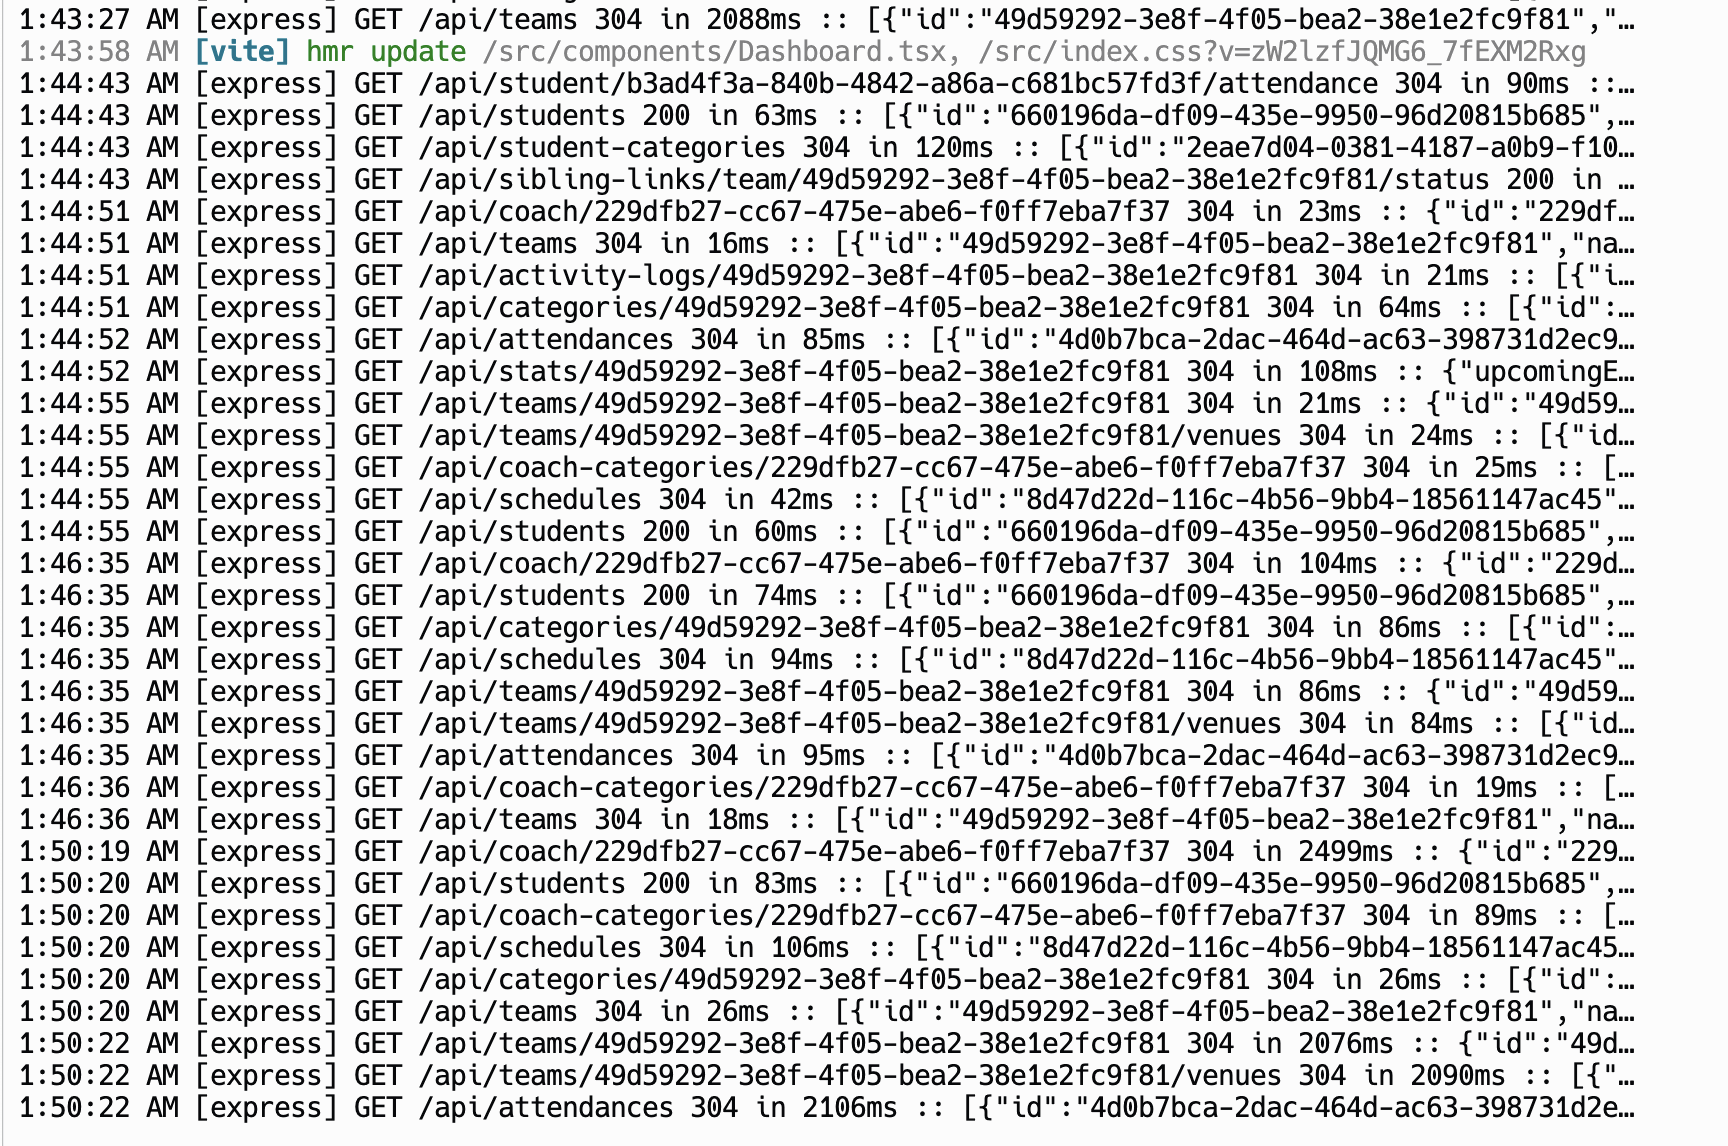 1:43:27 AM [express] GET /api/teams 304 in 2088ms :: [{"id":"49d59292-3e8f-4f05-bea2-38e1e2fc9f81","…
1:43:58 AM [vite] hmr update /src/components/Dashboard.tsx, /src/index.css?v=zW2lzfJQMG6_7fEXM2Rxg
1:44:43 AM [express] GET /api/student/b3ad4f3a-840b-4842-a86a-c681bc57fd3f/attendance 304 in 90ms ::…
1:44:43 AM [express] GET /api/students 200 in 63ms :: [{"id":"660196da-df09-435e-9950-96d20815b685",…
1:44:43 AM [express] GET /api/student-categories 304 in 120ms :: [{"id":"2eae7d04-0381-4187-a0b9-f10…
1:44:43 AM [express] GET /api/sibling-links/team/49d59292-3e8f-4f05-bea2-38e1e2fc9f81/status 200 in …
1:44:51 AM [express] GET /api/coach/229dfb27-cc67-475e-abe6-f0ff7eba7f37 304 in 23ms :: {"id":"229df…
1:44:51 AM [express] GET /api/teams 304 in 16ms :: [{"id":"49d59292-3e8f-4f05-bea2-38e1e2fc9f81","na…
1:44:51 AM [express] GET /api/activity-logs/49d59292-3e8f-4f05-bea2-38e1e2fc9f81 304 in 21ms :: [{"i…
1:44:51 AM [express] GET /api/categories/49d59292-3e8f-4f05-bea2-38e1e2fc9f81 304 in 64ms :: [{"id":…
1:44:52 AM [express] GET /api/attendances 304 in 85ms :: [{"id":"4d0b7bca-2dac-464d-ac63-398731d2ec9…
1:44:52 AM [express] GET /api/stats/49d59292-3e8f-4f05-bea2-38e1e2fc9f81 304 in 108ms :: {"upcomingE…
1:44:55 AM [express] GET /api/teams/49d59292-3e8f-4f05-bea2-38e1e2fc9f81 304 in 21ms :: {"id":"49d59…
1:44:55 AM [express] GET /api/teams/49d59292-3e8f-4f05-bea2-38e1e2fc9f81/venues 304 in 24ms :: [{"id…
1:44:55 AM [express] GET /api/coach-categories/229dfb27-cc67-475e-abe6-f0ff7eba7f37 304 in 25ms :: […
1:44:55 AM [express] GET /api/schedules 304 in 42ms :: [{"id":"8d47d22d-116c-4b56-9bb4-18561147ac45"…
1:44:55 AM [express] GET /api/students 200 in 60ms :: [{"id":"660196da-df09-435e-9950-96d20815b685",…
1:46:35 AM [express] GET /api/coach/229dfb27-cc67-475e-abe6-f0ff7eba7f37 304 in 104ms :: {"id":"229d…
1:46:35 AM [express] GET /api/students 200 in 74ms :: [{"id":"660196da-df09-435e-9950-96d20815b685",…
1:46:35 AM [express] GET /api/categories/49d59292-3e8f-4f05-bea2-38e1e2fc9f81 304 in 86ms :: [{"id":…
1:46:35 AM [express] GET /api/schedules 304 in 94ms :: [{"id":"8d47d22d-116c-4b56-9bb4-18561147ac45"…
1:46:35 AM [express] GET /api/teams/49d59292-3e8f-4f05-bea2-38e1e2fc9f81 304 in 86ms :: {"id":"49d59…
1:46:35 AM [express] GET /api/teams/49d59292-3e8f-4f05-bea2-38e1e2fc9f81/venues 304 in 84ms :: [{"id…
1:46:35 AM [express] GET /api/attendances 304 in 95ms :: [{"id":"4d0b7bca-2dac-464d-ac63-398731d2ec9…
1:46:36 AM [express] GET /api/coach-categories/229dfb27-cc67-475e-abe6-f0ff7eba7f37 304 in 19ms :: […
1:46:36 AM [express] GET /api/teams 304 in 18ms :: [{"id":"49d59292-3e8f-4f05-bea2-38e1e2fc9f81","na…
1:50:19 AM [express] GET /api/coach/229dfb27-cc67-475e-abe6-f0ff7eba7f37 304 in 2499ms :: {"id":"229…
1:50:20 AM [express] GET /api/students 200 in 83ms :: [{"id":"660196da-df09-435e-9950-96d20815b685",…
1:50:20 AM [express] GET /api/coach-categories/229dfb27-cc67-475e-abe6-f0ff7eba7f37 304 in 89ms :: […
1:50:20 AM [express] GET /api/schedules 304 in 106ms :: [{"id":"8d47d22d-116c-4b56-9bb4-18561147ac45…
1:50:20 AM [express] GET /api/categories/49d59292-3e8f-4f05-bea2-38e1e2fc9f81 304 in 26ms :: [{"id":…
1:50:20 AM [express] GET /api/teams 304 in 26ms :: [{"id":"49d59292-3e8f-4f05-bea2-38e1e2fc9f81","na…
1:50:22 AM [express] GET /api/teams/49d59292-3e8f-4f05-bea2-38e1e2fc9f81 304 in 2076ms :: {"id":"49d…
1:50:22 AM [express] GET /api/teams/49d59292-3e8f-4f05-bea2-38e1e2fc9f81/venues 304 in 2090ms :: [{"…
1:50:22 AM [express] GET /api/attendances 304 in 2106ms :: [{"id":"4d0b7bca-2dac-464d-ac63-398731d2e…